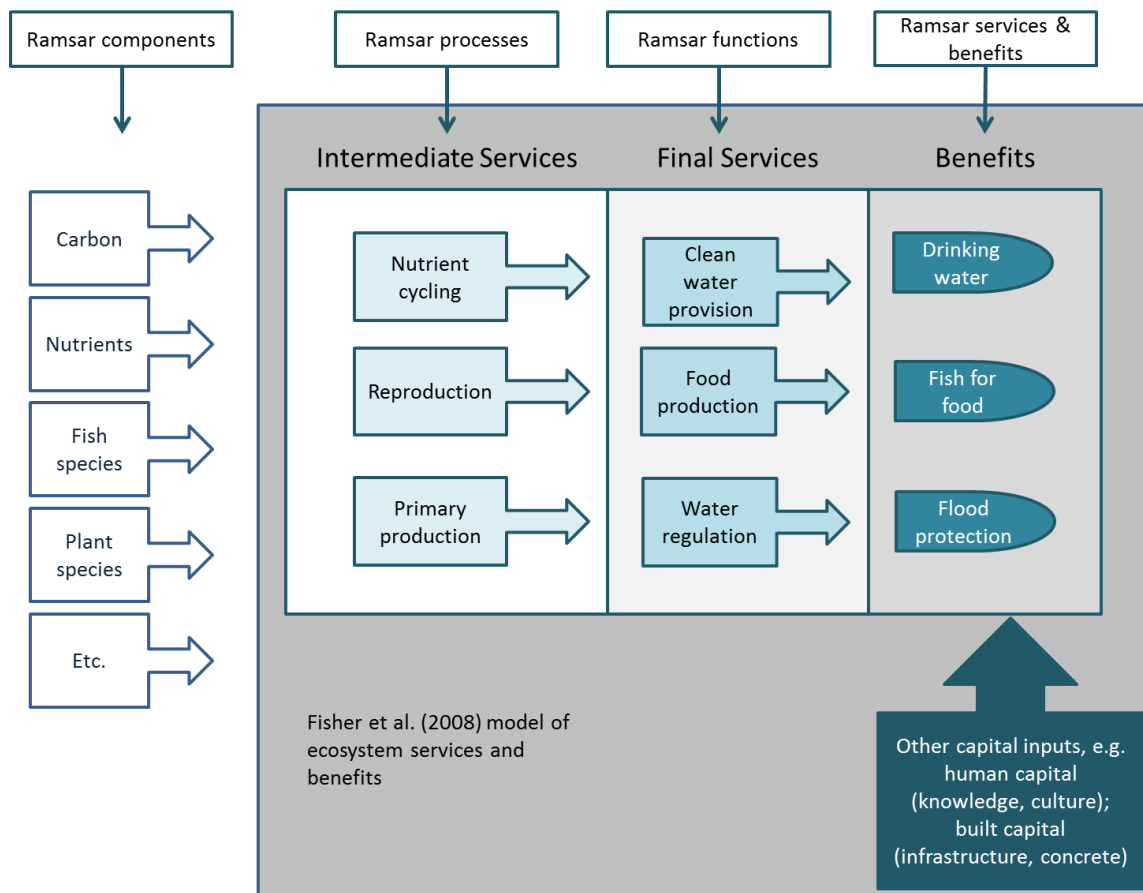 Ramsar components
Ramsar processes
Ramsar functions
Ramsar services &
benefits
Intermediate Services
Final Services
Benefits
Carbon
Nutrients
Fish
species
Plant
species
Etc.
Nutrient
cycling
Clean
water
provision
Drinking
water
Reproduction
Food
production
Fish for
food
Primary
production
Water
regulation
Flood
protection
Fisher et al. (2008) model of
ecosystem services and
benefits
Other capital inputs, e.g.
human capital
(knowledge, culture);
built capital
(infrastructure, concrete)